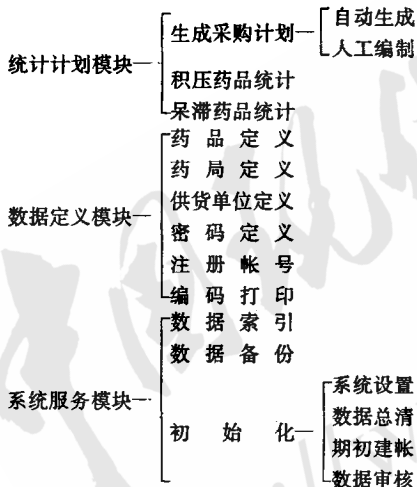 统计计划模块
生成采购计划
自动生成
人工编制
积压药品统计
呆滞药品统计
数据定义模块
药品定义
药局定义
供货单位定义
密码定义
注册帐号
编码打印
系统服务模块
数据索引
数据备份
初始化
系统设置
数据总清
期初建帐
数据审核